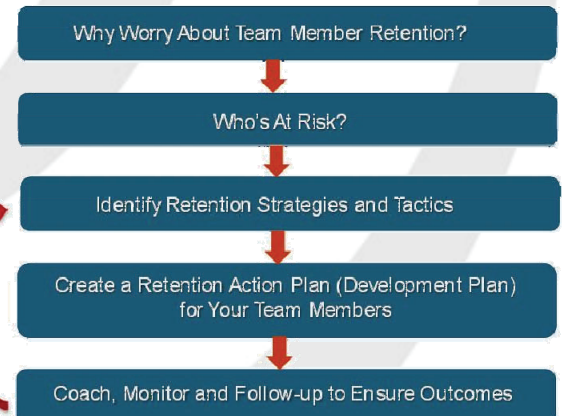 Why Worry About Team Member Retention?
Who's At Risk?
Identify Retention Strategies and Tactics
Create a Retention Action Plan (Development Plan)
for Your Team Members
Coach, Monitor and Follow-up to Ensure Outcomes